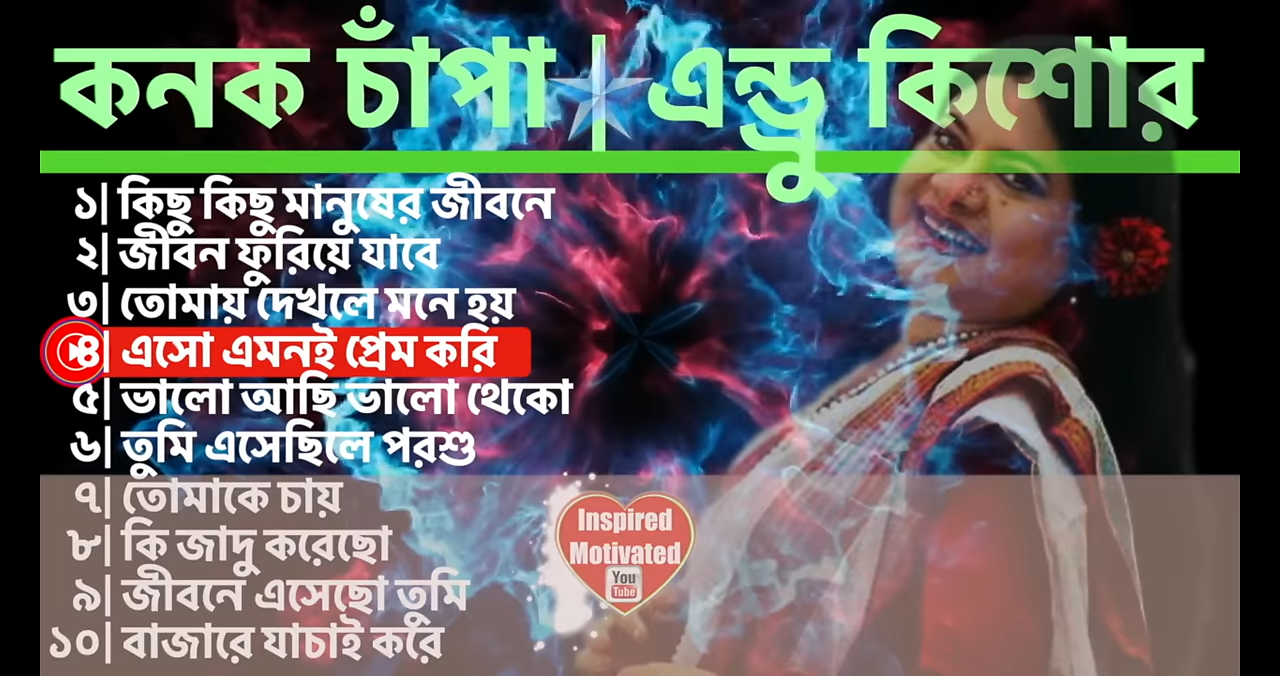 কনক চাঁপা | এন্ড্রু কিশোর
১| কিছু কিছু মানুষের জীবনে
২| জীবন ফুরিয়ে যাবে
৩| তোমায় দেখলে মনে হয়
৪| এসো এমনই প্রেম করি
৫| ভালো আছি ভালো থেকো
৬| তুমি এসেছিলে পরশু
৭| তোমাকে চায়
৮| কি জাদু করেছো
৯| জীবনে এসেছো তুমি
১০| বাজারে যাচাই করে
Inspired
Motivated
You
Tube